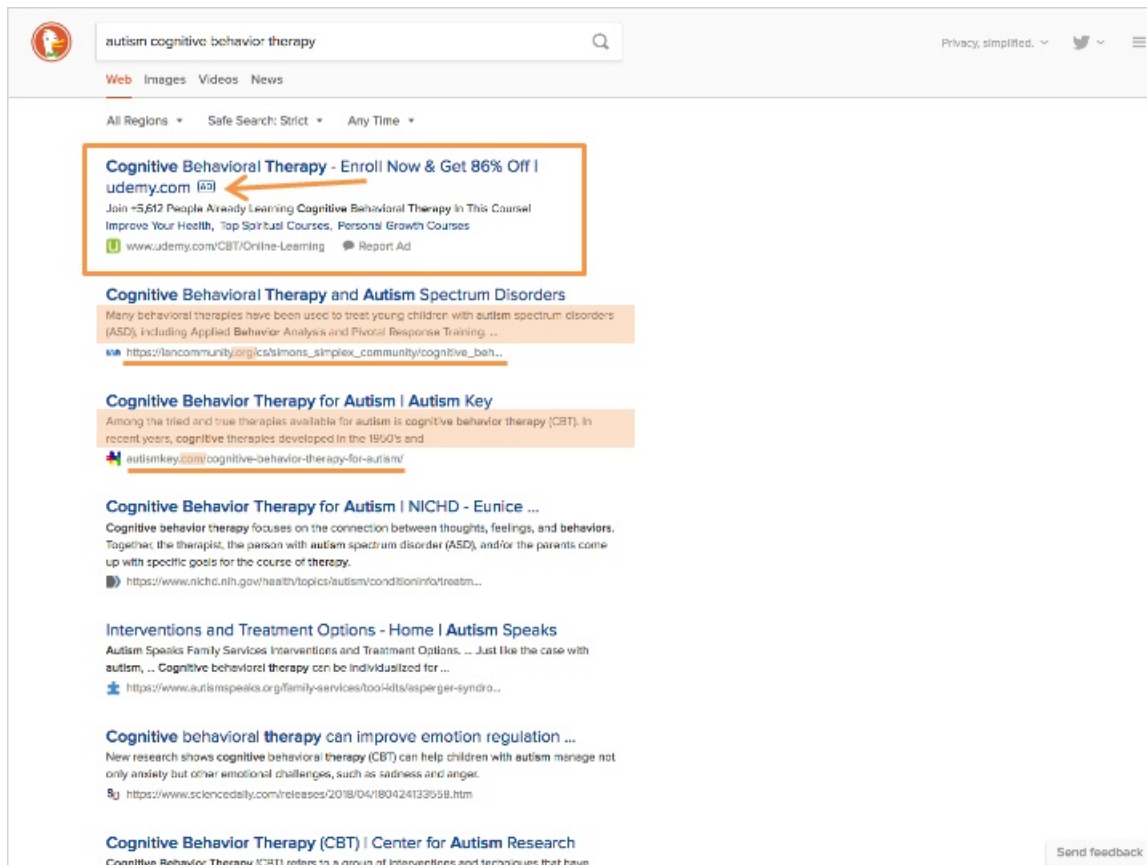 autism cognitive behavior therapy
Privacy, simplified.
Web Images Videos News
All Regions Safe Search: Strict Any Time
Cognitive Behavioral Therapy - Enroll Now & Get 86% Off |
udemy.com AD
Join +5,612 People Already Learning Cognitive Behavioral Therapy In This Course!
Improve Your Health, Top Spiritual Courses, Personal Growth Courses
www.udemy.com/CBT/Online-Learning Report Ad
Cognitive Behavioral Therapy and Autism Spectrum Disorders
Many behavioral therapies have been used to treat young children with autism spectrum disorders
(ASD), including Applied Behavior Analysis and Pivotal Response Training. ...
https://iancommunity.org/cs/simons_simplex_community/cognitive_beh...
Cognitive Behavior Therapy for Autism | Autism Key
Among the tried and true therapies available for autism is cognitive behavior therapy (CBT). In
recent years, cognitive therapies developed in the 1950's and
autismkey.com/cognitive-behavior-therapy-for-autism/
Cognitive Behavior Therapy for Autism | NICHD - Eunice ...
Cognitive behavior therapy focuses on the connection between thoughts, feelings, and behaviors.
Together, the therapist, the person with autism spectrum disorder (ASD), and/or the parents come
up with specific goals for the course of therapy.
https://www.nichd.nih.gov/health/topics/autism/conditioninfo/treatm...
Interventions and Treatment Options - Home | Autism Speaks
Autism Speaks Family Services Interventions and Treatment Options. ... Just like the case with
autism, ... Cognitive behavioral therapy can be individualized for ...
https://www.autismspeaks.org/family-services/tool-kits/asperger-syndro...
Cognitive behavioral therapy can improve emotion regulation ...
New research shows cognitive behavioral therapy (CBT) can help children with autism manage not
only anxiety but other emotional challenges, such as sadness and anger.
https://www.sciencedaily.com/releases/2018/04/180424133558.htm
Cognitive Behavior Therapy (CBT) | Center for Autism Research
Cognitive Behavior Therapy (CBT) refers to a group of interventions and techniques that have
Send feedback